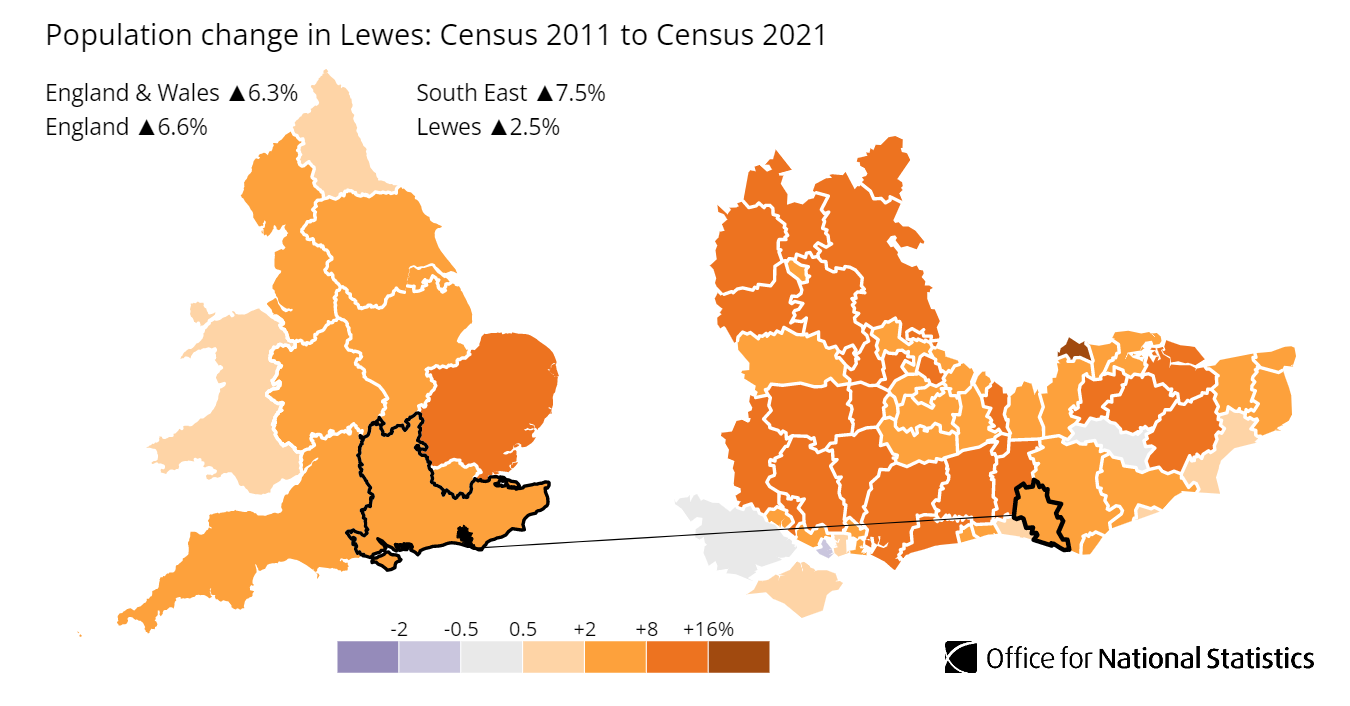 Population change in Lewes: Census 2011 to Census 2021
England & Wales ▲6.3%
South East ▲7.5%
England ▲6.6%
Lewes ▲2.5%
-2 -0.5 0.5 +2 +8 +16%
Office for National Statistics